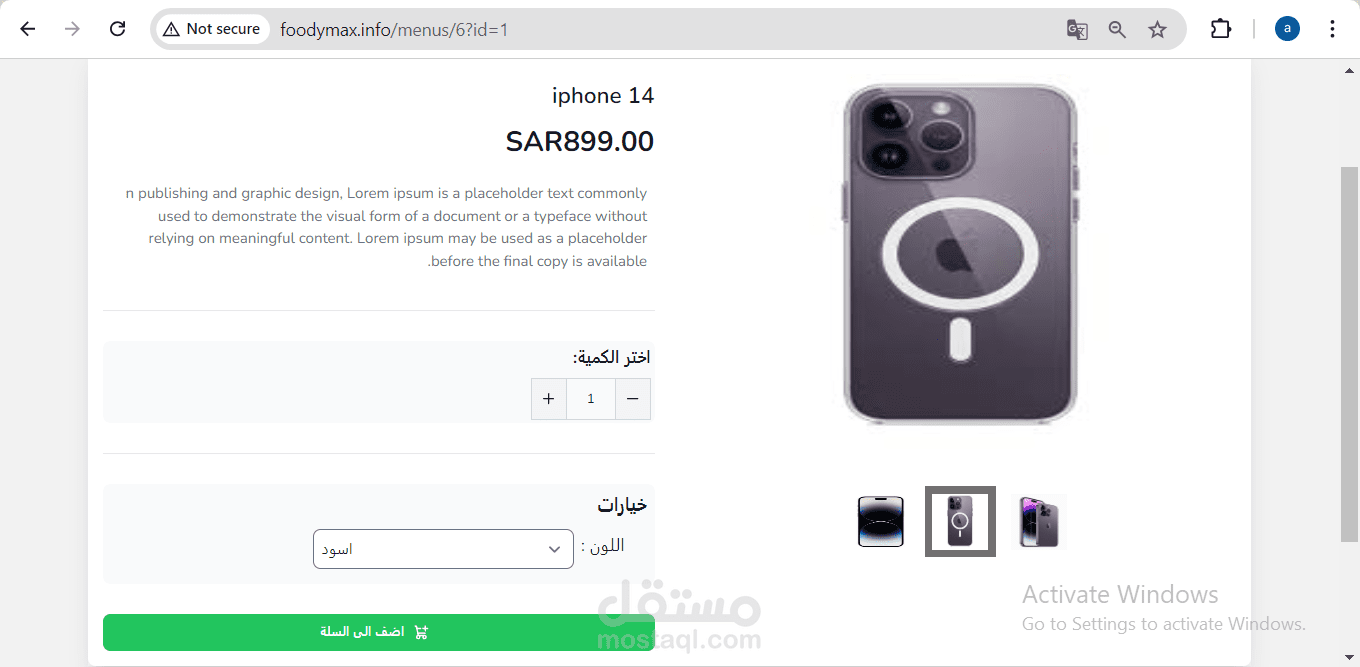 Not secure
foodymax.info/menus/6?id=1
a
iphone 14
SAR899.00
n publishing and graphic design, Lorem ipsum is a placeholder text commonly
used to demonstrate the visual form of a document or a typeface without
relying on meaningful content. Lorem ipsum may be used as a placeholder
.before the final copy is available
اختر الكمية:
+ 1 −
خيارات
اللون :
اسود
اضف الى السلة
مستقل
mostaql.com
Activate Windows
Go to Settings to activate Windows.